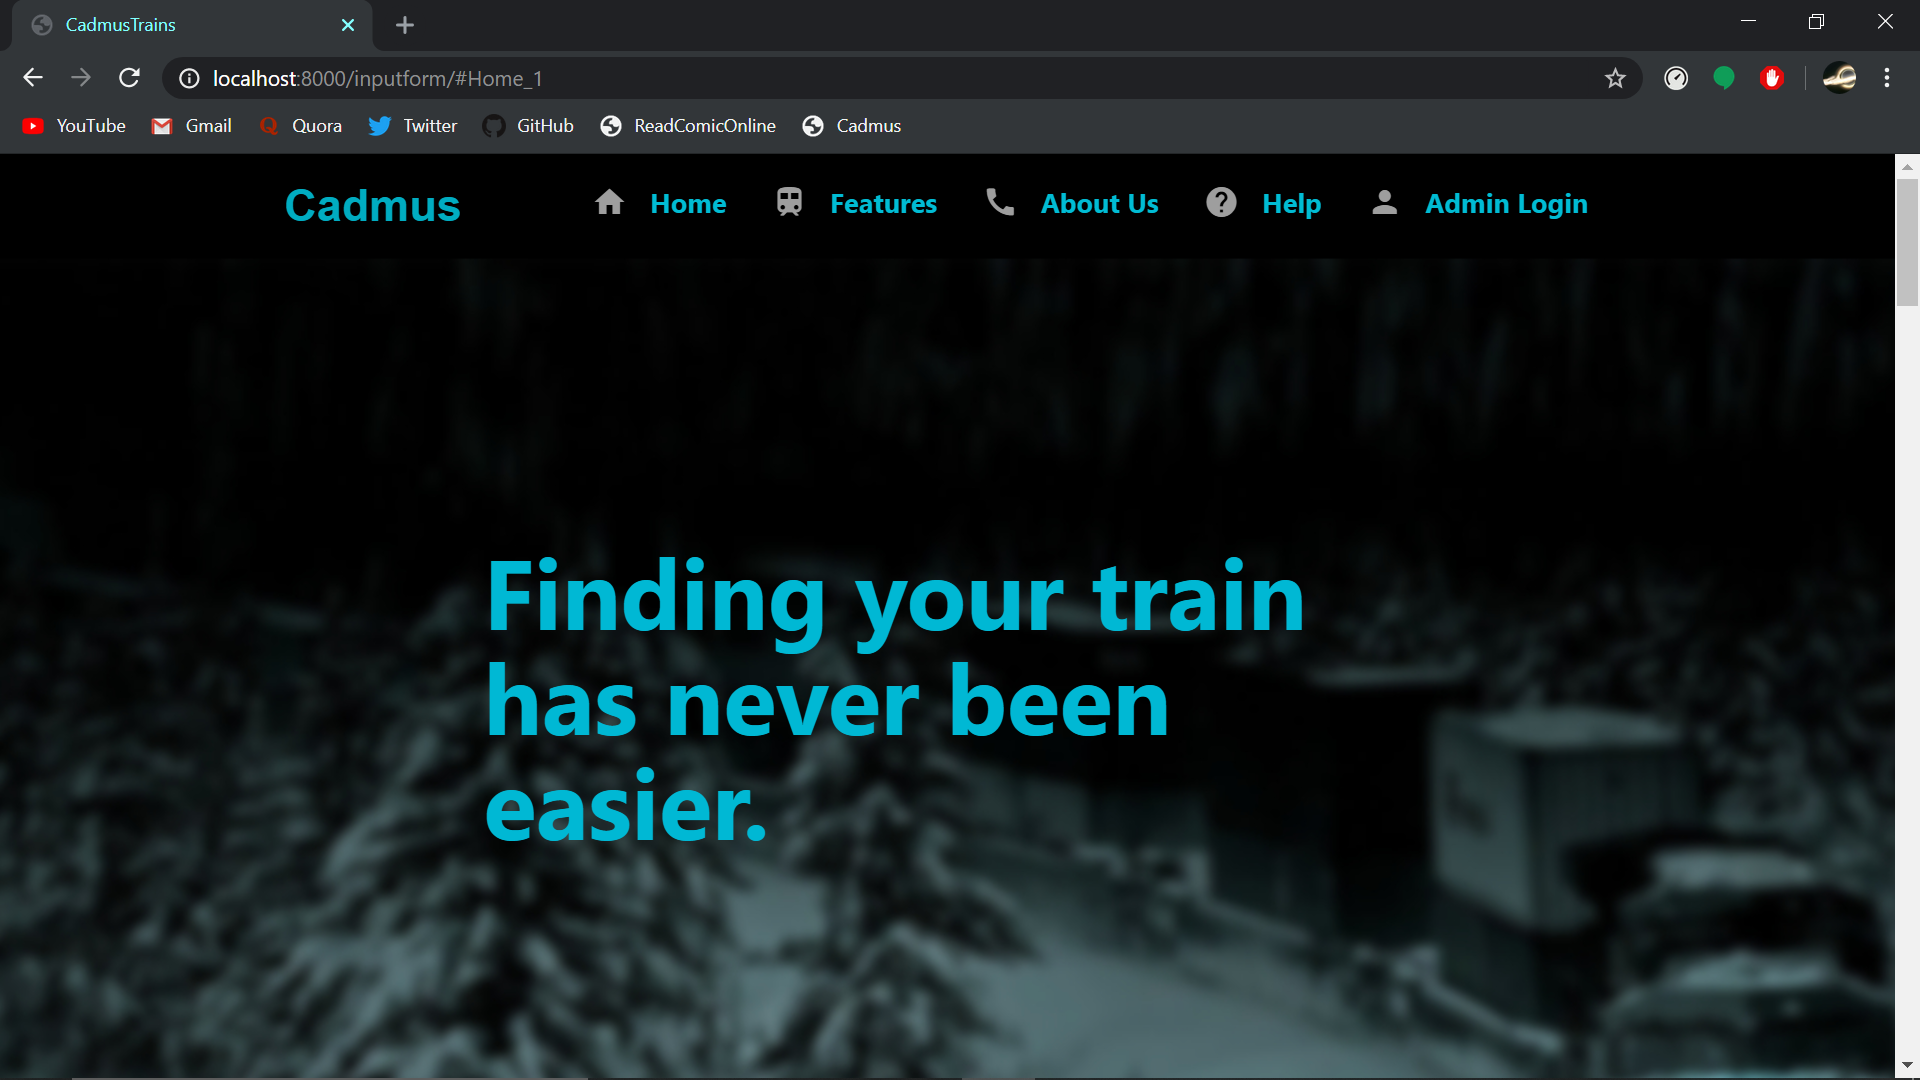 CadmusTrains
localhost:8000/inputform/#Home_1
YouTube Gmail Quora Twitter GitHub ReadComicOnline Cadmus
Cadmus Home Features About Us Help Admin Login
Finding your train
has never been
easier.